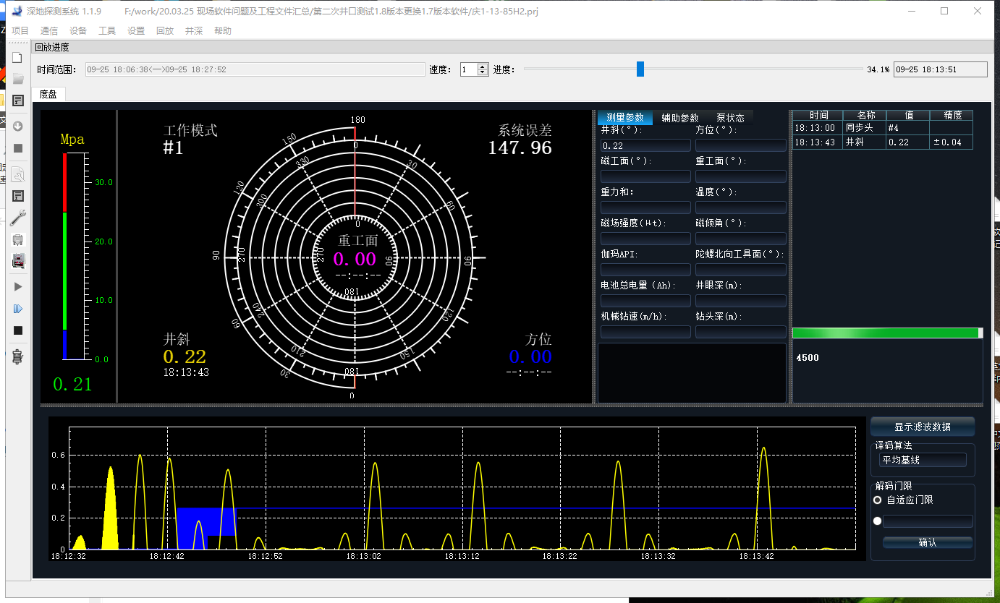 深地探测系统 1.1.9 F:/work/20.03.25 现场软件问题及工程文件汇总/第二次井口测试1.8版本更换1.7版本软件/庆1-13-85H2.prj
项目 通信 设备 工具 设置 回放 井深 帮助
回放进度
时间范围: 09-25 18:06:38<—>09-25 18:27:52 速度: 1 进度: 34.1% 09-25 18:13:51
度盘
Mpa
30.0
20.0
10.0
0.0
0.21
工作模式
#1
系统误差
147.96
180
150
120
90
60
20
0
0
30
60
90
120
150
180
210
240
270
300
330
0
90
180
270
重工面
0.00
--:--:--
井斜
0.22
18:13:43
方位
0.00
--:--:--
测量参数 辅助参数 泵状态
井斜(°): 方位(°):
0.22
磁工面(°): 重工面(°):
重力和: 温度(°):
磁场强度(μt): 磁倾角(°):
伽玛API: 陀螺北向工具面(°):
电池总电量(Ah): 井眼深(m):
机械钻速(m/h): 钻头深(m):
时间 名称 值 精度
18:13:00 同步头 #4
18:13:43 井斜 0.22 ±0.04
4500
0.6
0.4
0.2
0
18:12:32 18:12:42 18:12:52 18:13:02 18:13:12 18:13:22 18:13:32 18:13:42
显示滤波数据
译码算法
平均基线
解码门限
自适应门限
确认